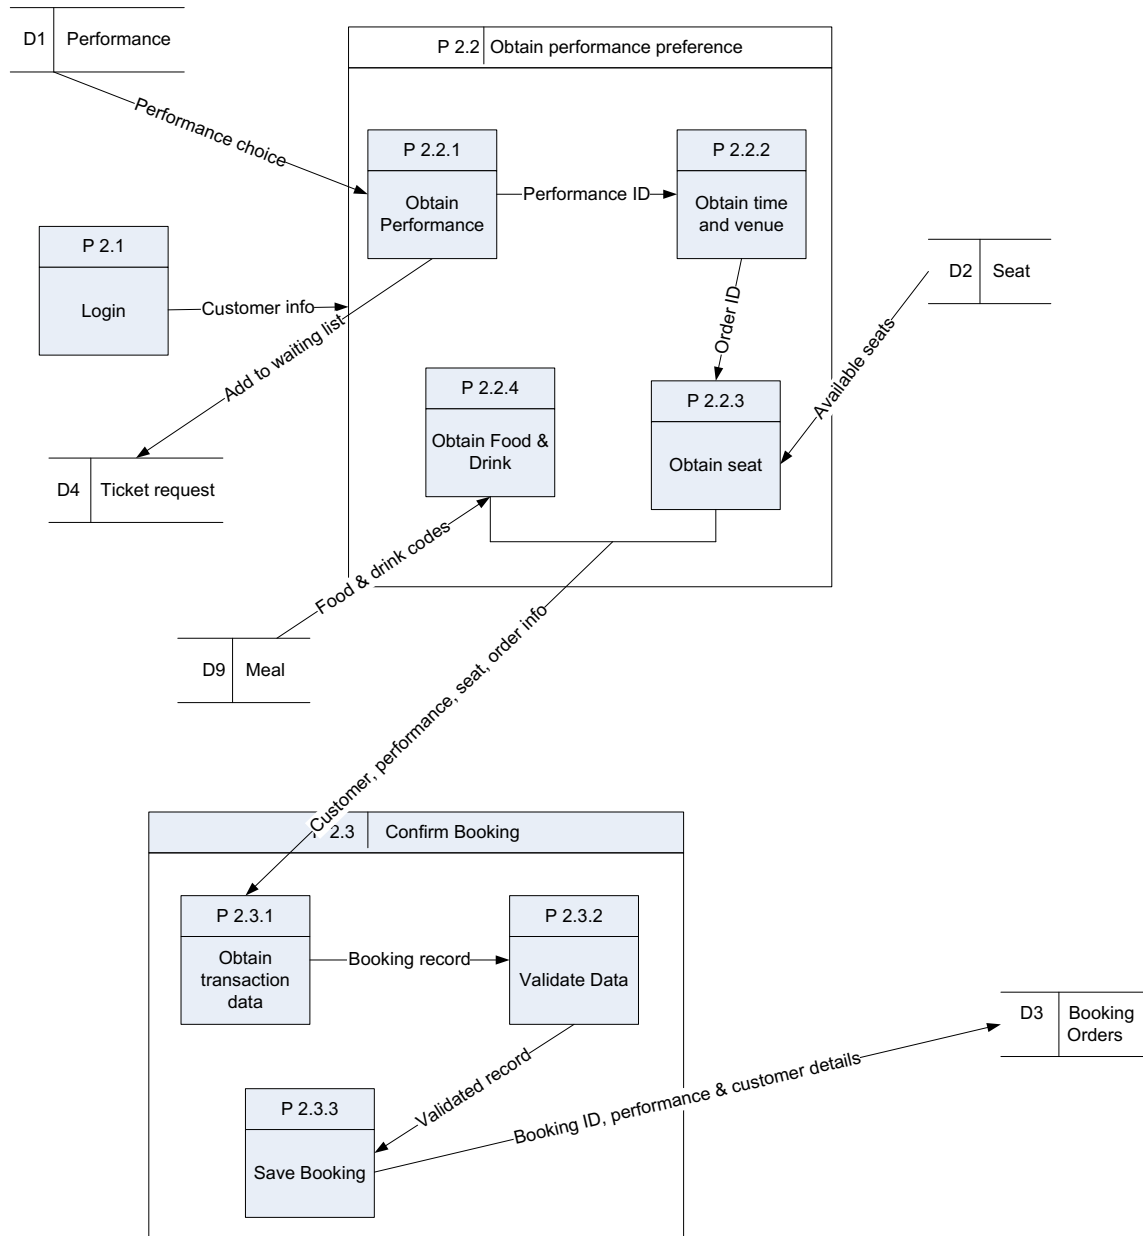 D1 Performance
P 2.2 Obtain performance preference
Performance choice
P 2.2.1
Obtain
Performance
Performance ID
P 2.2.2
Obtain time
and venue
P 2.1
Login
Customer info
D2 Seat
Order ID
Available seats
Add to waiting list
P 2.2.4
Obtain Food &
Drink
P 2.2.3
Obtain seat
D4 Ticket request
Food & drink codes
D9 Meal
Customer, performance, seat, order info
2.3 Confirm Booking
P 2.3.1
Obtain
transaction
data
Booking record
P 2.3.2
Validate Data
D3 Booking
Orders
Validated record
P 2.3.3
Save Booking
Booking ID, performance & customer details